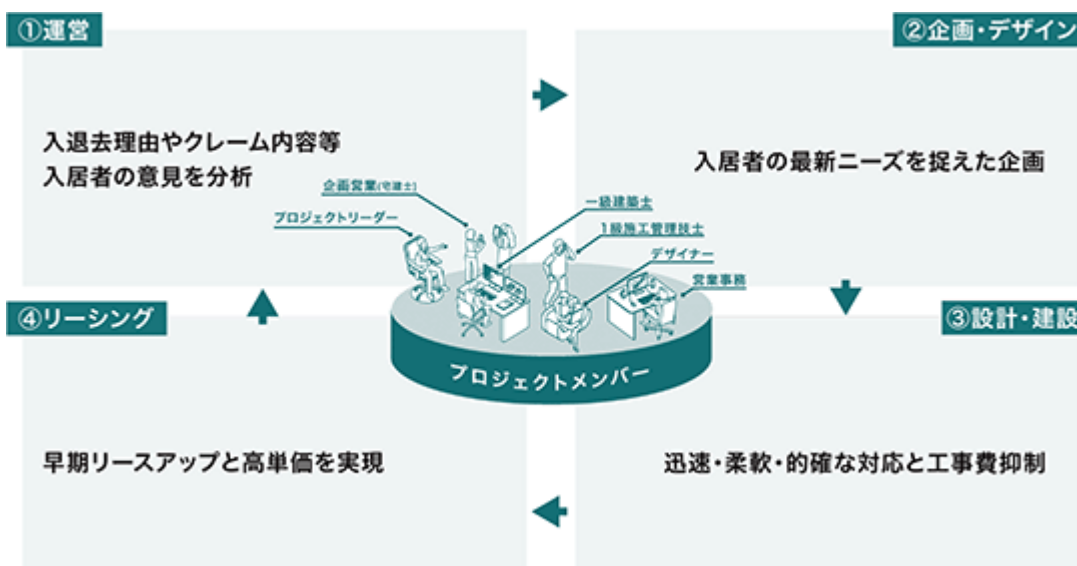 ①運営
②企画・デザイン
入退去理由やクレーム内容等
入居者の意見を分析
入居者の最新ニーズを捉えた企画
企画営業(宅建士)
プロジェクトリーダー
一級建築士
1級施工管理技士
デザイナー
営業事務
プロジェクトメンバー
④リーシング
③設計・建設
早期リースアップと高単価を実現
迅速・柔軟・的確な対応と工事費抑制